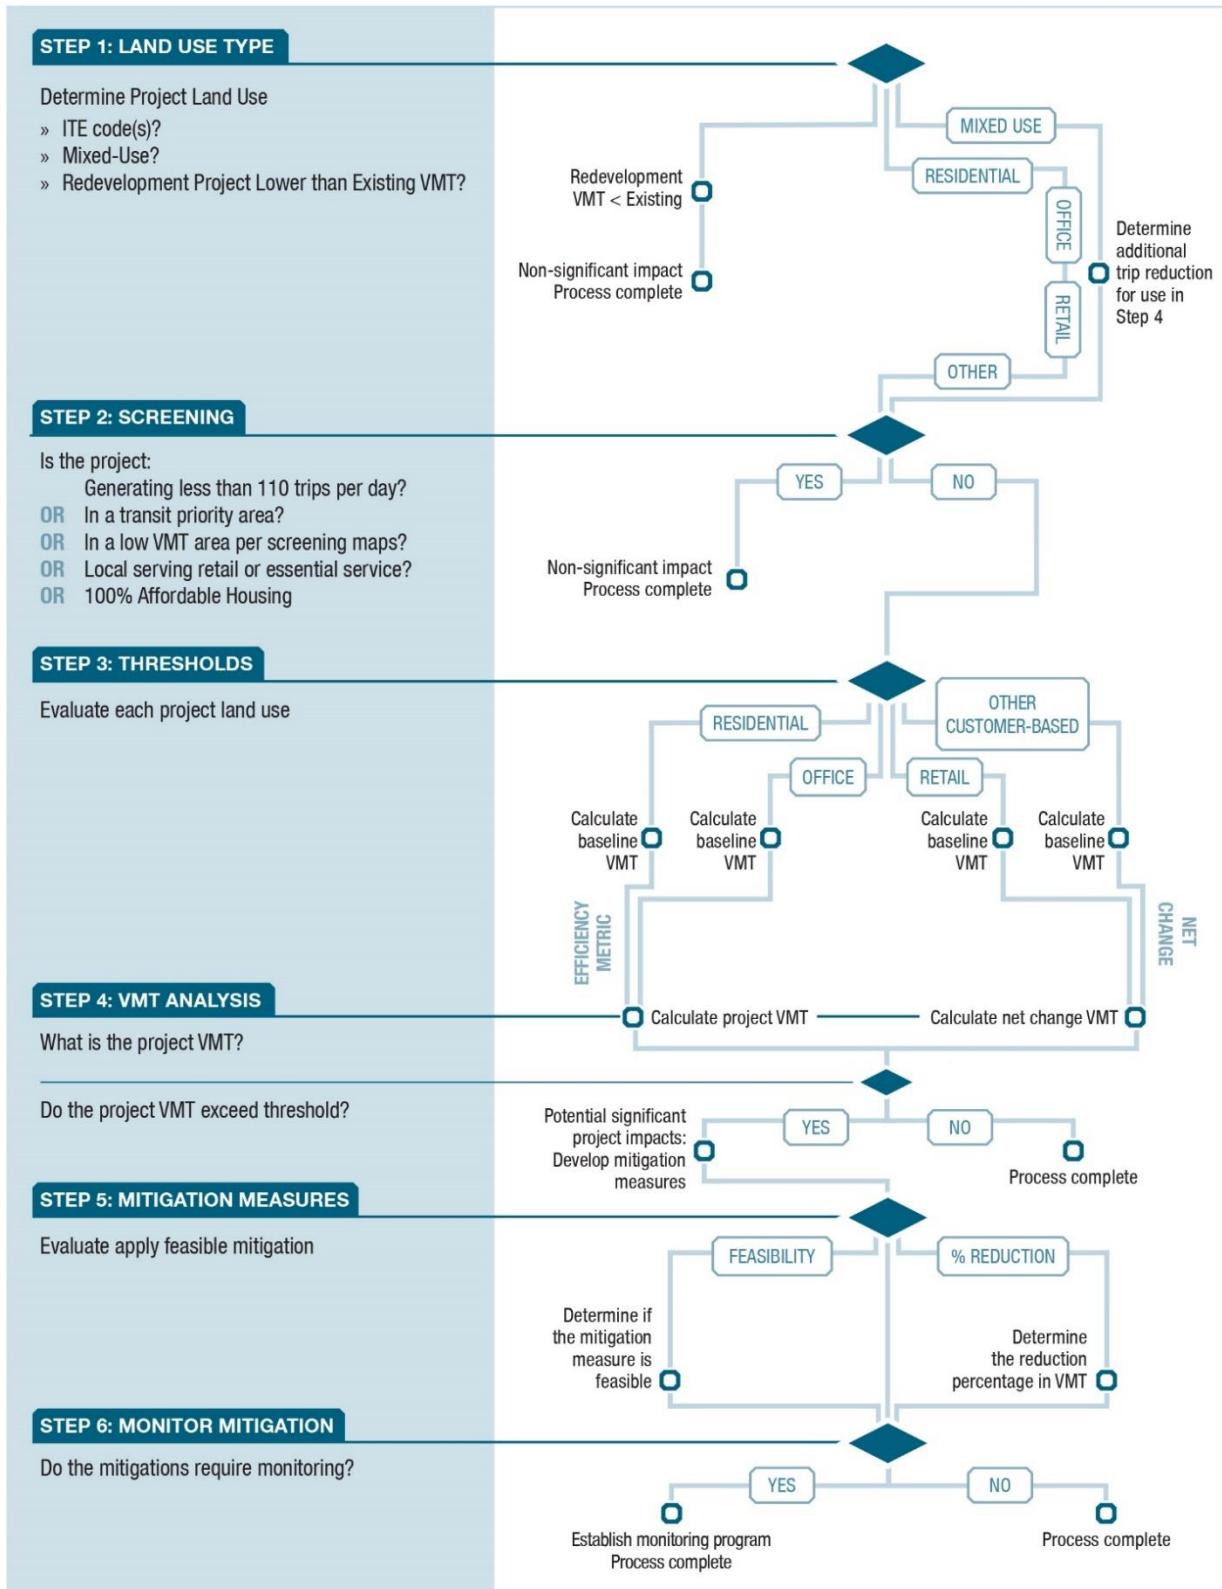 STEP 1: LAND USE TYPE
Determine Project Land Use
» ITE code(s)?
» Mixed-Use?
» Redevelopment Project Lower than Existing VMT?
MIXED USE
RESIDENTIAL
OFFICE
RETAIL
OTHER
Redevelopment
VMT < Existing
Non-significant impact
Process complete
Determine
additional
trip reduction
for use in
Step 4
STEP 2: SCREENING
Is the project:
Generating less than 110 trips per day?
OR In a transit priority area?
OR In a low VMT area per screening maps?
OR Local serving retail or essential service?
OR 100% Affordable Housing
YES
NO
Non-significant impact
Process complete
STEP 3: THRESHOLDS
Evaluate each project land use
RESIDENTIAL
OFFICE
RETAIL
OTHER
CUSTOMER-BASED
Calculate
baseline
VMT
Calculate
baseline
VMT
Calculate
baseline
VMT
Calculate
baseline
VMT
EFFICIENCY
METRIC
NET
CHANGE
STEP 4: VMT ANALYSIS
What is the project VMT?
Calculate project VMT
Calculate net change VMT
Do the project VMT exceed threshold?
YES
NO
Potential significant
project impacts:
Develop mitigation
measures
Process complete
STEP 5: MITIGATION MEASURES
Evaluate apply feasible mitigation
FEASIBILITY
% REDUCTION
Determine if
the mitigation
measure is
feasible
Determine
the reduction
percentage in VMT
STEP 6: MONITOR MITIGATION
Do the mitigations require monitoring?
YES
NO
Establish monitoring program
Process complete
Process complete